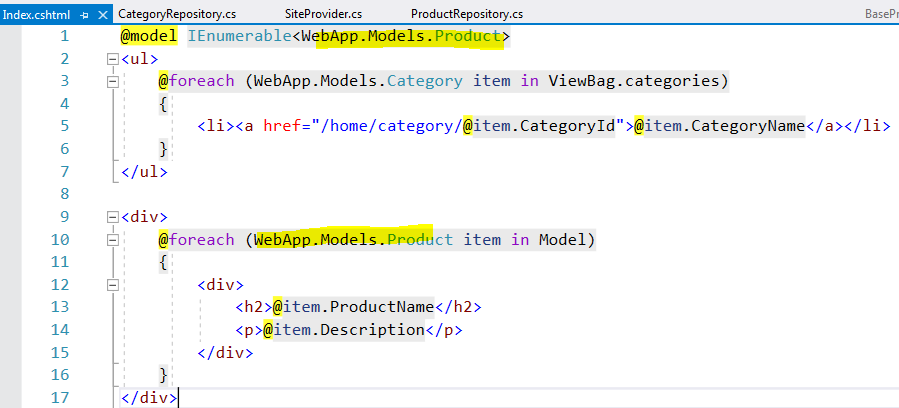 Index.cshtml CategoryRepository.cs SiteProvider.cs ProductRepository.cs BasePr
1 @model IEnumerable<WebApp.Models.Product>
2 <ul>
3 @foreach (WebApp.Models.Category item in ViewBag.categories)
4 {
5 <li><a href="/home/category/@item.CategoryId">@item.CategoryName</a></li>
6 }
7 </ul>
8
9 <div>
10 @foreach (WebApp.Models.Product item in Model)
11 {
12 <div>
13 <h2>@item.ProductName</h2>
14 <p>@item.Description</p>
15 </div>
16 }
17 </div>